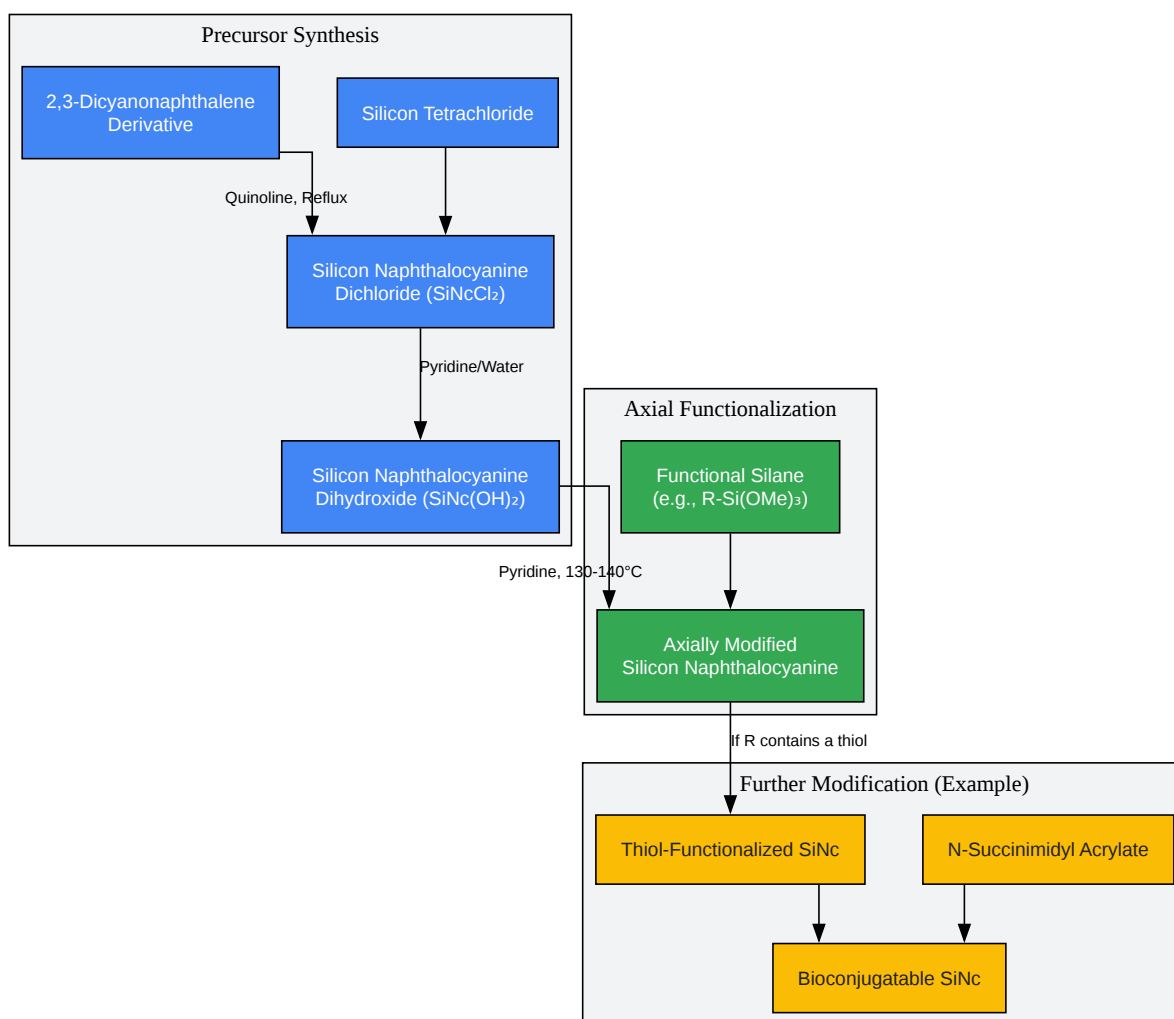 Precursor Synthesis
2,3-Dicyanonaphthalene
Derivative
Silicon Tetrachloride
Quinoline, Reflux
Silicon Naphthalocyanine
Dichloride (SiNcCl₂)
Pyridine/Water
Silicon Naphthalocyanine
Dihydroxide (SiNc(OH)₂)
Axial Functionalization
Functional Silane
(e.g., R-Si(OMe)₃)
Pyridine, 130-140°C
Axially Modified
Silicon Naphthalocyanine
If R contains a thiol
Further Modification (Example)
Thiol-Functionalized SiNc
N-Succinimidyl Acrylate
Bioconjugatable SiNc